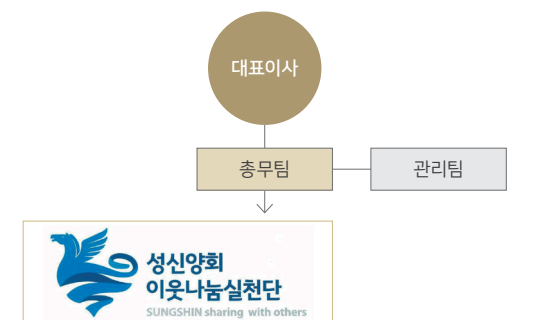 대표이사
총무팀
관리팀
성신양회
이웃나눔실천단
SUNGSHIN sharing with others